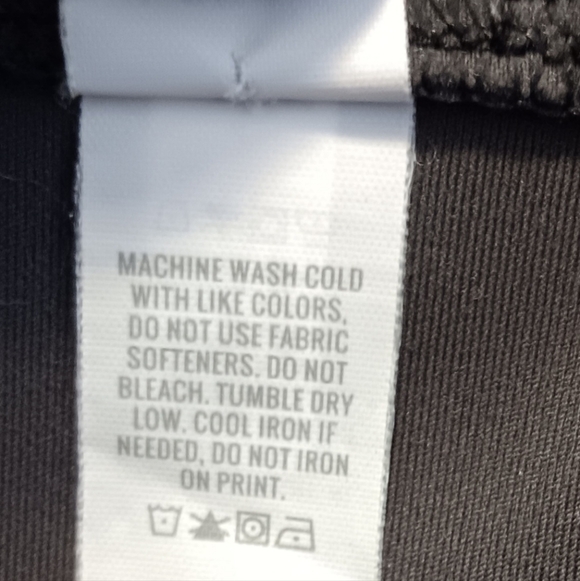 MACHINE WASH COLD
WITH LIKE COLORS,
DO NOT USE FABRIC
SOFTENERS. DO NOT
BLEACH. TUMBLE DRY
LOW. COOL IRON IF
NEEDED, DO NOT IRON
ON PRINT.